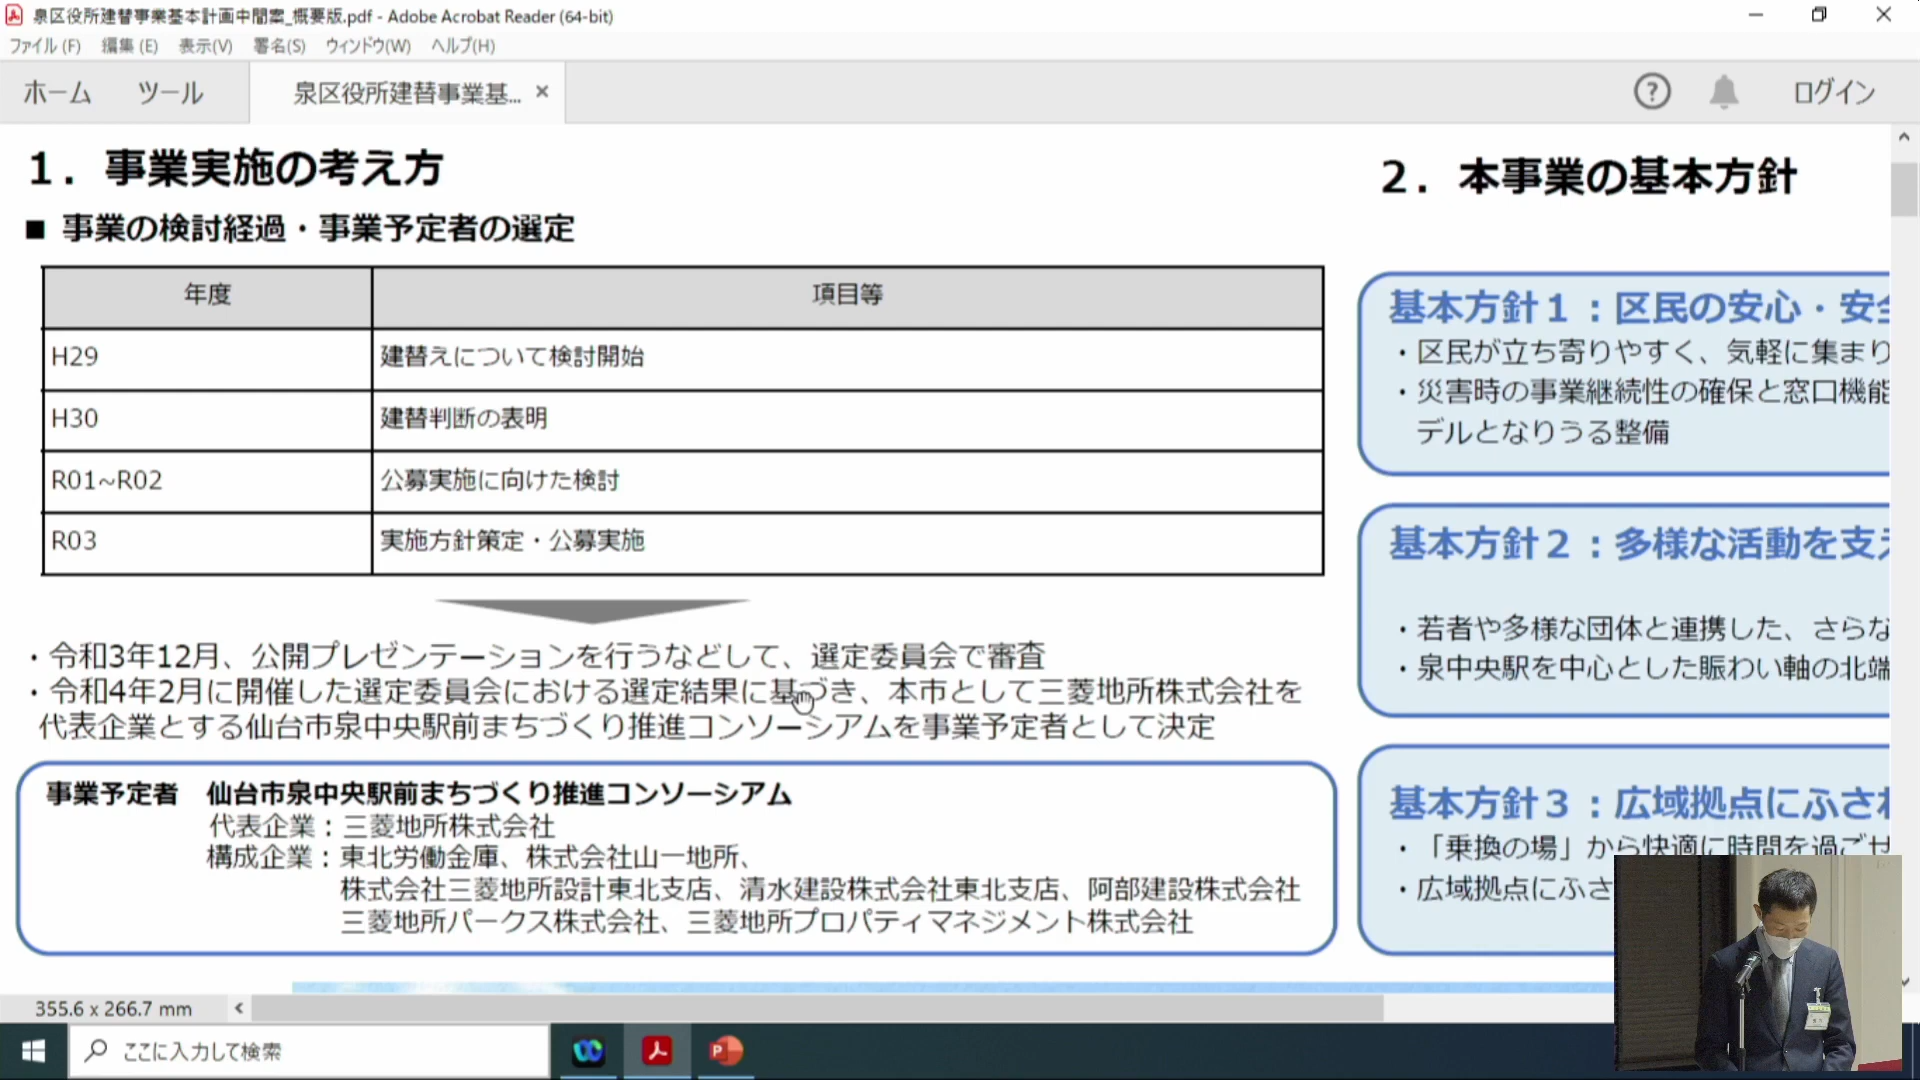 泉区役所建替事業基本計画中間案_概要版.pdf - Adobe Acrobat Reader (64-bit)
ファイル(F) 編集(E) 表示(V) 署名(S) ウィンドウ(W) ヘルプ(H)
ホーム ツール 泉区役所建替事業基... × ログイン
1．事業実施の考え方
■ 事業の検討経過・事業予定者の選定
年度 項目等
H29 建替えについて検討開始
H30 建替判断の表明
R01~R02 公募実施に向けた検討
R03 実施方針策定・公募実施
・令和3年12月、公開プレゼンテーションを行うなどして、選定委員会で審査
・令和4年2月に開催した選定委員会における選定結果に基づき、本市として三菱地所株式会社を
代表企業とする仙台市泉中央駅前まちづくり推進コンソーシアムを事業予定者として決定
事業予定者 仙台市泉中央駅前まちづくり推進コンソーシアム
代表企業：三菱地所株式会社
構成企業：東北労働金庫、株式会社山一地所、
株式会社三菱地所設計東北支店、清水建設株式会社東北支店、阿部建設株式会社
三菱地所パークス株式会社、三菱地所プロパティマネジメント株式会社
2．本事業の基本方針
基本方針１：区民の安心・安全
・区民が立ち寄りやすく、気軽に集まり
・災害時の事業継続性の確保と窓口機能
デルとなりうる整備
基本方針２：多様な活動を支え
・若者や多様な団体と連携した、さらな
・泉中央駅を中心とした賑わい軸の北端
基本方針３：広域拠点にふさわ
・「乗換の場」から快適に時間を過ごせ
・広域拠点にふさ
355.6 x 266.7 mm
ここに入力して検索